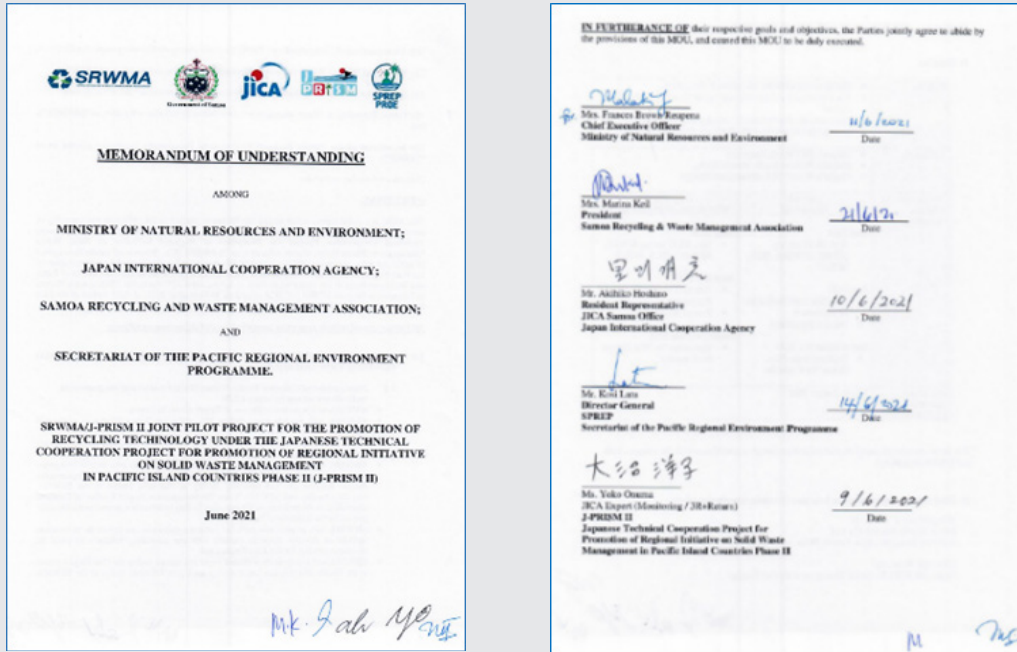 SRWMA
Government of Samoa
JICA
J
PRISM
SPREP
PROE
MEMORANDUM OF UNDERSTANDING
AMONG
MINISTRY OF NATURAL RESOURCES AND ENVIRONMENT;
JAPAN INTERNATIONAL COOPERATION AGENCY;
SAMOA RECYCLING AND WASTE MANAGEMENT ASSOCIATION;
AND
SECRETARIAT OF THE PACIFIC REGIONAL ENVIRONMENT
PROGRAMME.
SRWMA/J-PRISM II JOINT PILOT PROJECT FOR THE PROMOTION OF
RECYCLING TECHNOLOGY UNDER THE JAPANESE TECHNICAL
COOPERATION PROJECT FOR PROMOTION OF REGIONAL INITIATIVE
ON SOLID WASTE MANAGEMENT
IN PACIFIC ISLAND COUNTRIES PHASE II (J-PRISM II)
June 2021
M.K.
YO
IN FURTHERANCE OF their respective goals and objectives, the Parties jointly agree to abide by
the provisions of this MOU, and caused this MOU to be duly executed.
for
Mrs. Frances Brown Reupena
Chief Executive Officer
Ministry of Natural Resources and Environment
11/6/2021
Date
Mrs. Marina Keil
President
Samoa Recycling & Waste Management Association
21/6/21
Date
Mr. Akihiko Hoshino
Resident Representative
JICA Samoa Office
Japan International Cooperation Agency
10/6/2021
Date
Mr. Kosi Latu
Director General
SPREP
Secretariat of the Pacific Regional Environment Programme
14/6/2021
Date
大治 洋子
Ms. Yoko Onuma
JICA Expert (Monitoring / 3R+Return)
J-PRISM II
Japanese Technical Cooperation Project for
Promotion of Regional Initiative on Solid Waste
Management in Pacific Island Countries Phase II
9/6/2021
Date